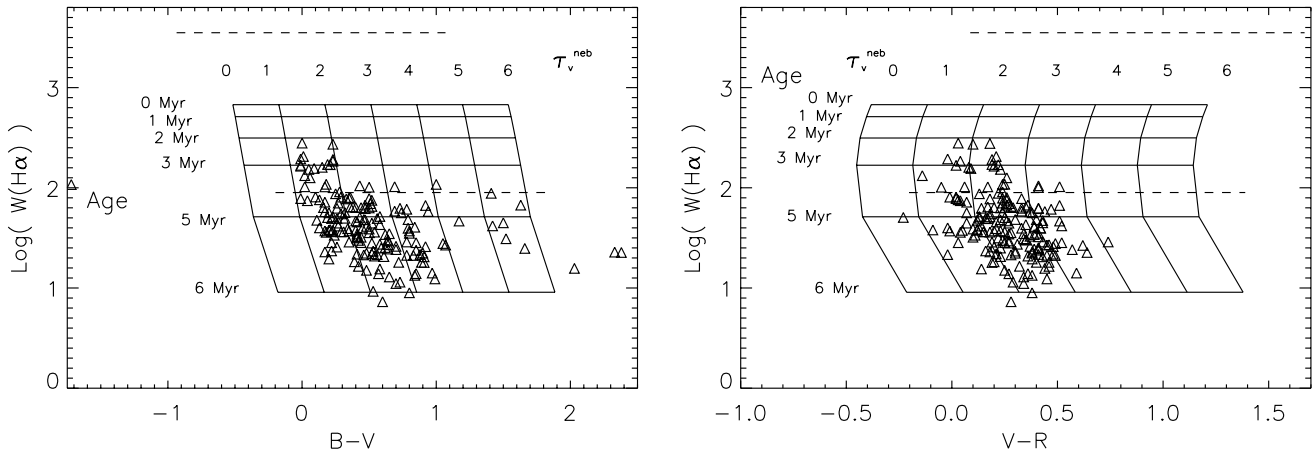 τv neb
0 1 2 3 4 5 6
0 Myr
1 Myr
2 Myr
3 Myr
Age
5 Myr
6 Myr
3
2
1
0
Log( W(Hα) )
−1 0 1 2
B−V
Age τv neb
0 1 2 3 4 5 6
0 Myr
1 Myr
2 Myr
3 Myr
5 Myr
6 Myr
3
2
1
0
Log( W(Hα) )
−1.0 −0.5 0.0 0.5 1.0 1.5
V−R